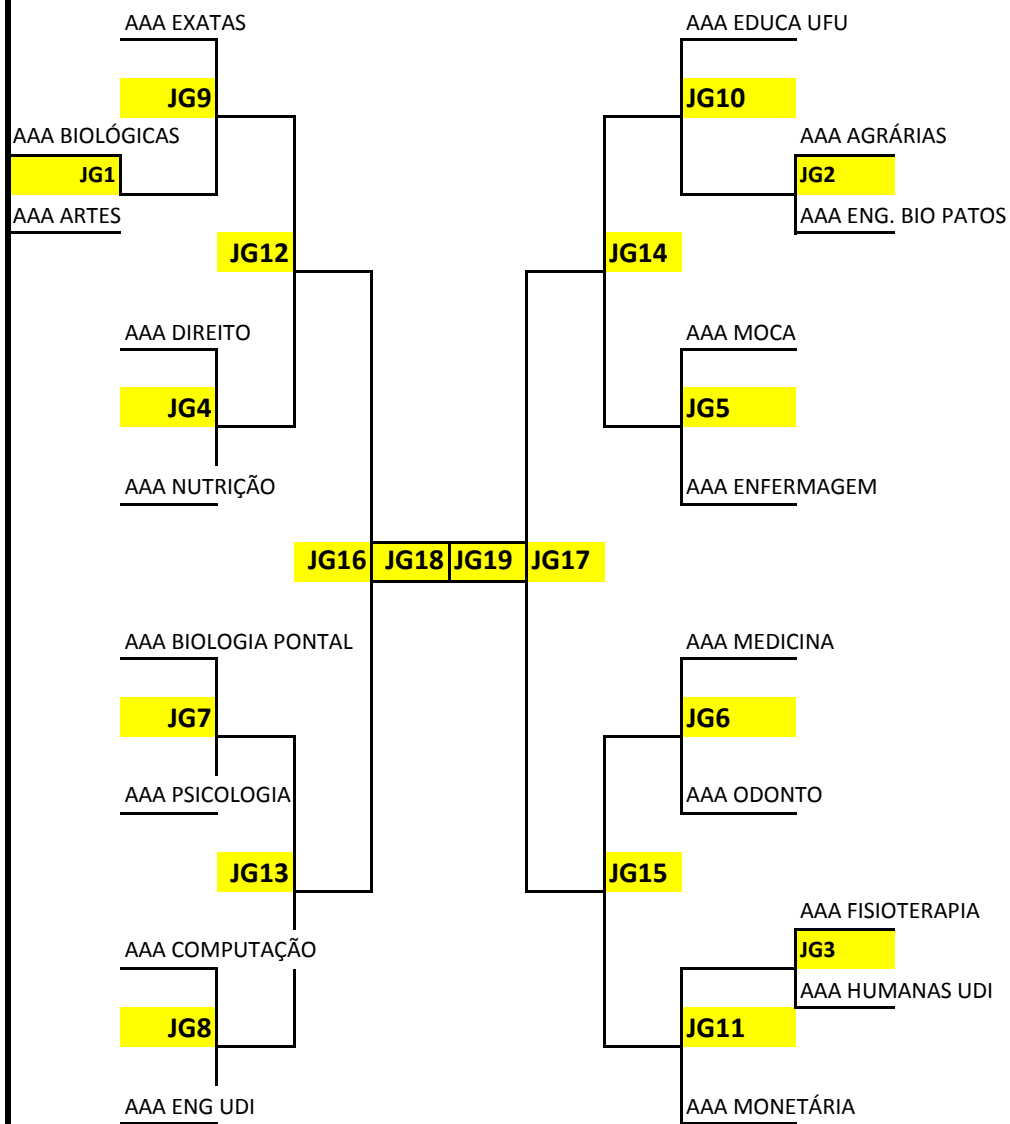 AAA EXATAS
AAA EDUCA UFU
JG9
JG10
AAA BIOLÓGICAS
AAA AGRÁRIAS
JG1
JG2
AAA ARTES
AAA ENG. BIO PATOS
JG12
JG14
AAA DIREITO
AAA MOCA
JG4
JG5
AAA NUTRIÇÃO
AAA ENFERMAGEM
JG16 JG18 JG19 JG17
AAA BIOLOGIA PONTAL
AAA MEDICINA
JG7
JG6
AAA PSICOLOGIA
AAA ODONTO
JG13
JG15
AAA FISIOTERAPIA
AAA COMPUTAÇÃO
JG3
AAA HUMANAS UDI
JG8
JG11
AAA ENG UDI
AAA MONETÁRIA